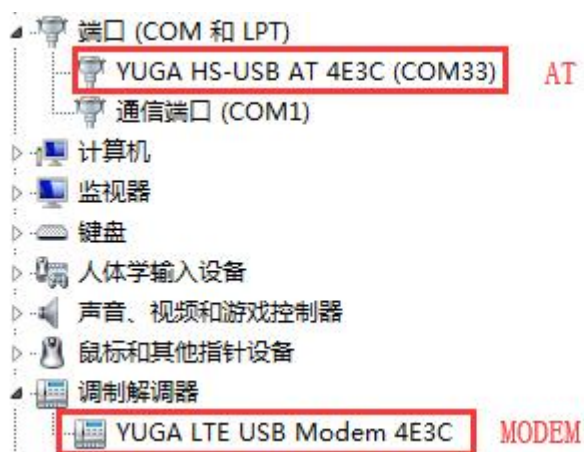 端口 (COM 和 LPT)
YUGA HS-USB AT 4E3C (COM33) AT
通信端口 (COM1)
计算机
监视器
键盘
人体学输入设备
声音、视频和游戏控制器
鼠标和其他指针设备
调制解调器
YUGA LTE USB Modem 4E3C MODEM